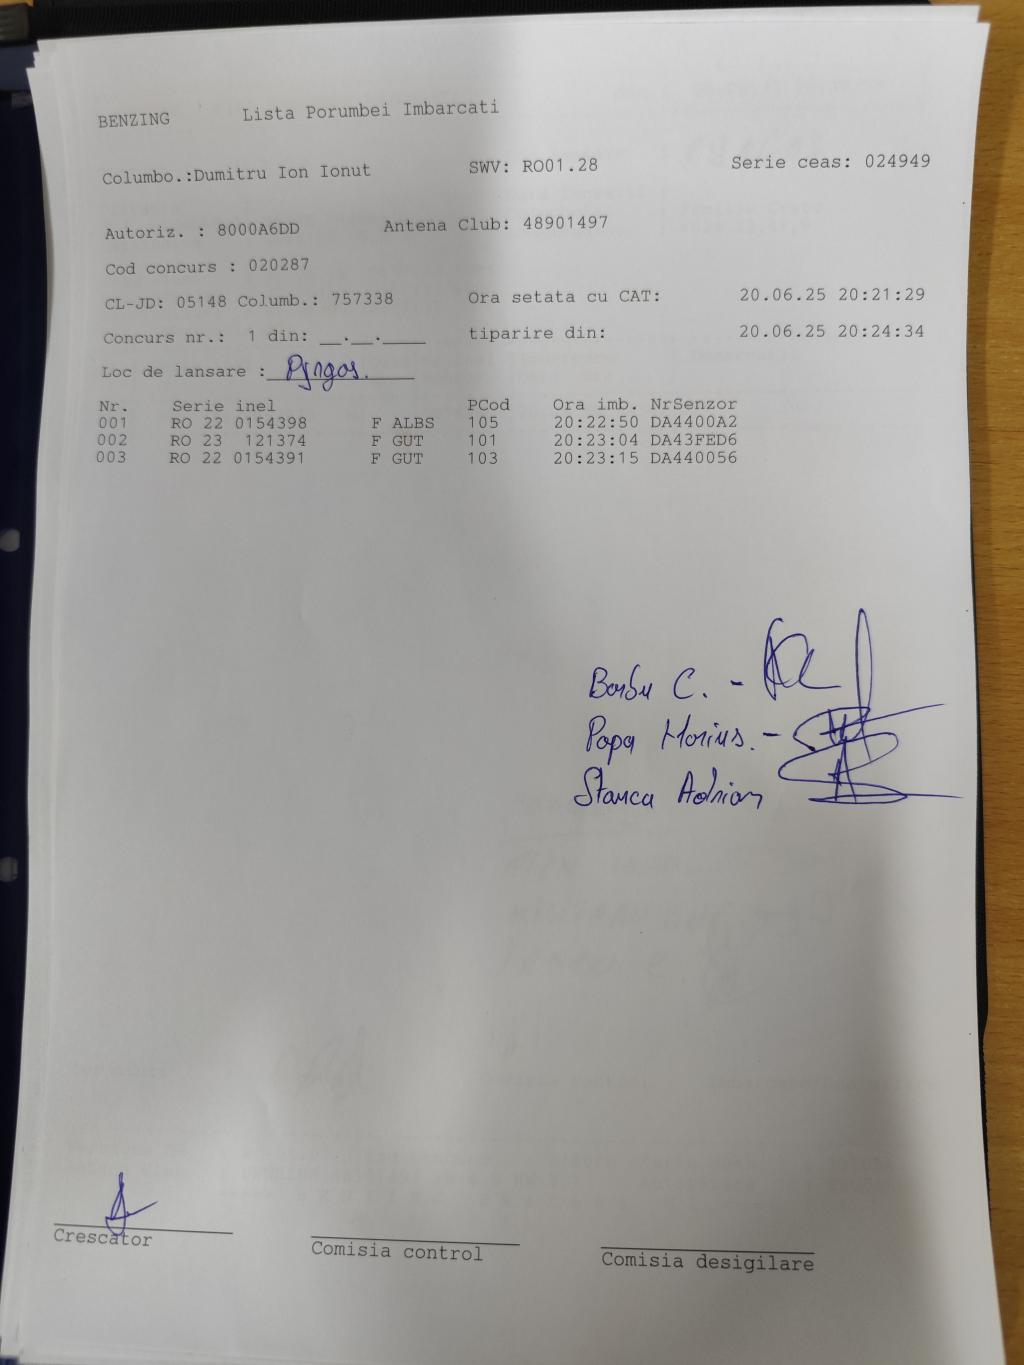 BENZING Lista Porumbei Imbarcati
Columbo.:Dumitru Ion Ionut SWV: RO01.28 Serie ceas: 024949
Autoriz. : 8000A6DD Antena Club: 48901497
Cod concurs : 020287
CL-JD: 05148 Columb.: 757338 Ora setata cu CAT: 20.06.25 20:21:29
Concurs nr.: 1 din: __.__.____ tiparire din: 20.06.25 20:24:34
Loc de lansare : Pyrgos.
Nr. Serie inel PCod Ora imb. NrSenzor
001 RO 22 0154398 F ALBS 105 20:22:50 DA4400A2
002 RO 23 121374 F GUT 101 20:23:04 DA43FED6
003 RO 22 0154391 F GUT 103 20:23:15 DA440056
Barbu C. -
Popa Marius. -
Stanca Adrian
Crescator Comisia control Comisia desigilare